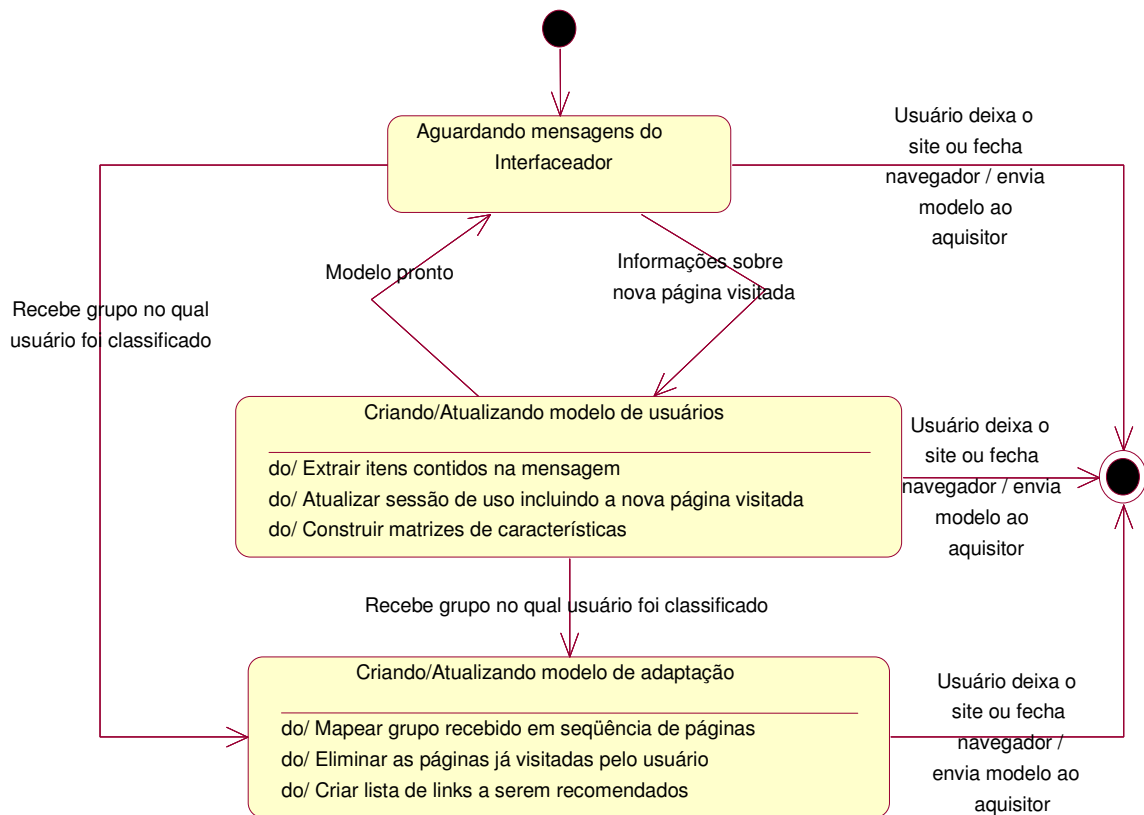 Aguardando mensagens do
Interfaceador
Usuário deixa o
site ou fecha
navegador / envia
modelo ao
aquisitor
Modelo pronto
Informações sobre
nova página visitada
Recebe grupo no qual
usuário foi classificado
Criando/Atualizando modelo de usuários
do/ Extrair itens contidos na mensagem
do/ Atualizar sessão de uso incluindo a nova página visitada
do/ Construir matrizes de características
Usuário deixa o
site ou fecha
navegador / envia
modelo ao
aquisitor
Recebe grupo no qual usuário foi classificado
Criando/Atualizando modelo de adaptação
do/ Mapear grupo recebido em seqüência de páginas
do/ Eliminar as páginas já visitadas pelo usuário
do/ Criar lista de links a serem recomendados
Usuário deixa o
site ou fecha
navegador /
envia modelo ao
aquisitor